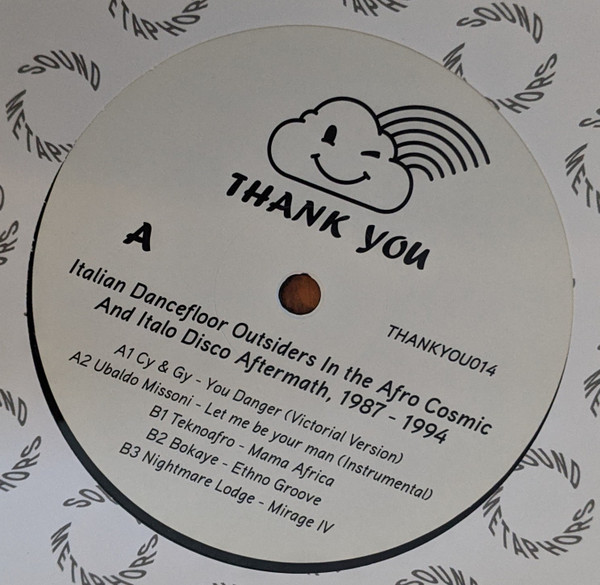 SOUND METAPHORS
THANK YOU
A
THANKYOU014
Italian Dancefloor Outsiders In the Afro Cosmic
And Italo Disco Aftermath, 1987 - 1994
A1 Cy & Gy - You Danger (Victorial Version)
A2 Ubaldo Missoni - Let me be your man (Instrumental)
B1 Teknoafro - Mama Africa
B2 Bokaye - Ethno Groove
B3 Nightmare Lodge - Mirage IV